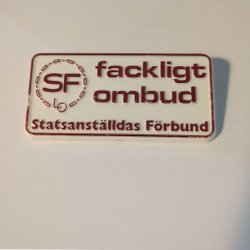 SF
fackligt
ombud
Statsanställdas Förbund